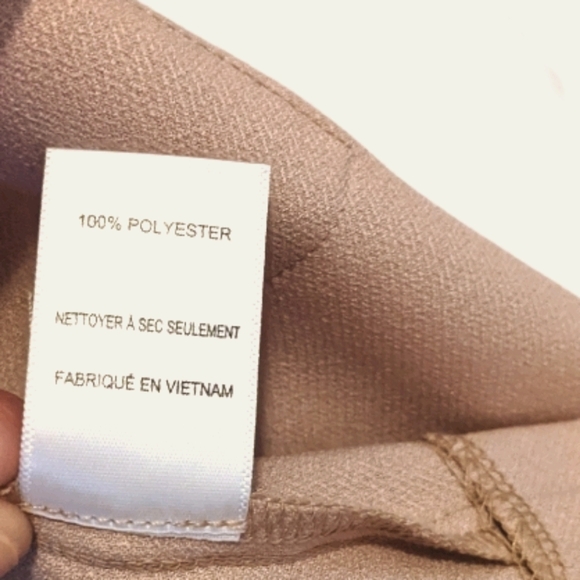 100% POLYESTER
NETTOYER À SEC SEULEMENT
FABRIQUÉ EN VIETNAM